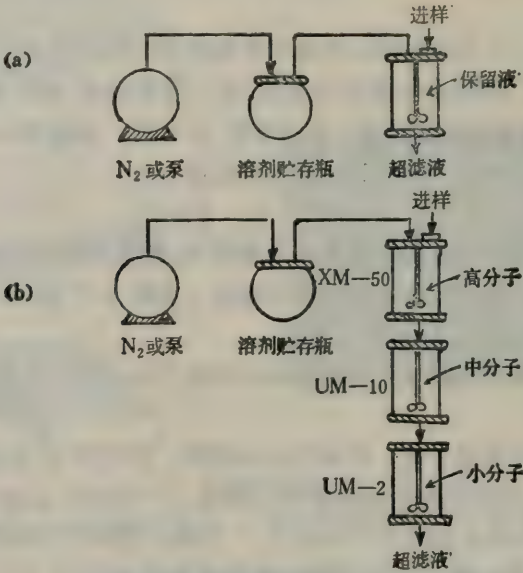 (a)
进样
保留液
N₂或泵
溶剂贮存瓶
超滤液
(b)
进样
XM—50
高分子
N₂或泵
溶剂贮存瓶
UM—10
中分子
UM—2
小分子
超滤液